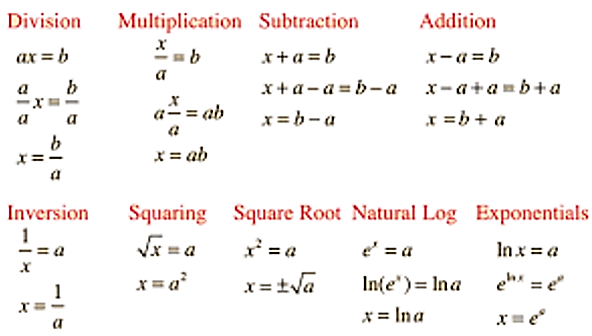 Division Multiplication Subtraction Addition
ax = b x/a = b x + a = b x − a = b
a/a x = b/a a x/a = ab x + a − a = b − a x − a + a = b + a
x = b/a x = ab x = b − a x = b + a
Inversion Squaring Square Root Natural Log Exponentials
1/x = a √x = a x² = a eˣ = a ln x = a
x = 1/a x = a² x = ±√a ln(eˣ) = ln a e^(ln x) = eᵃ
x = ln a x = eᵃ